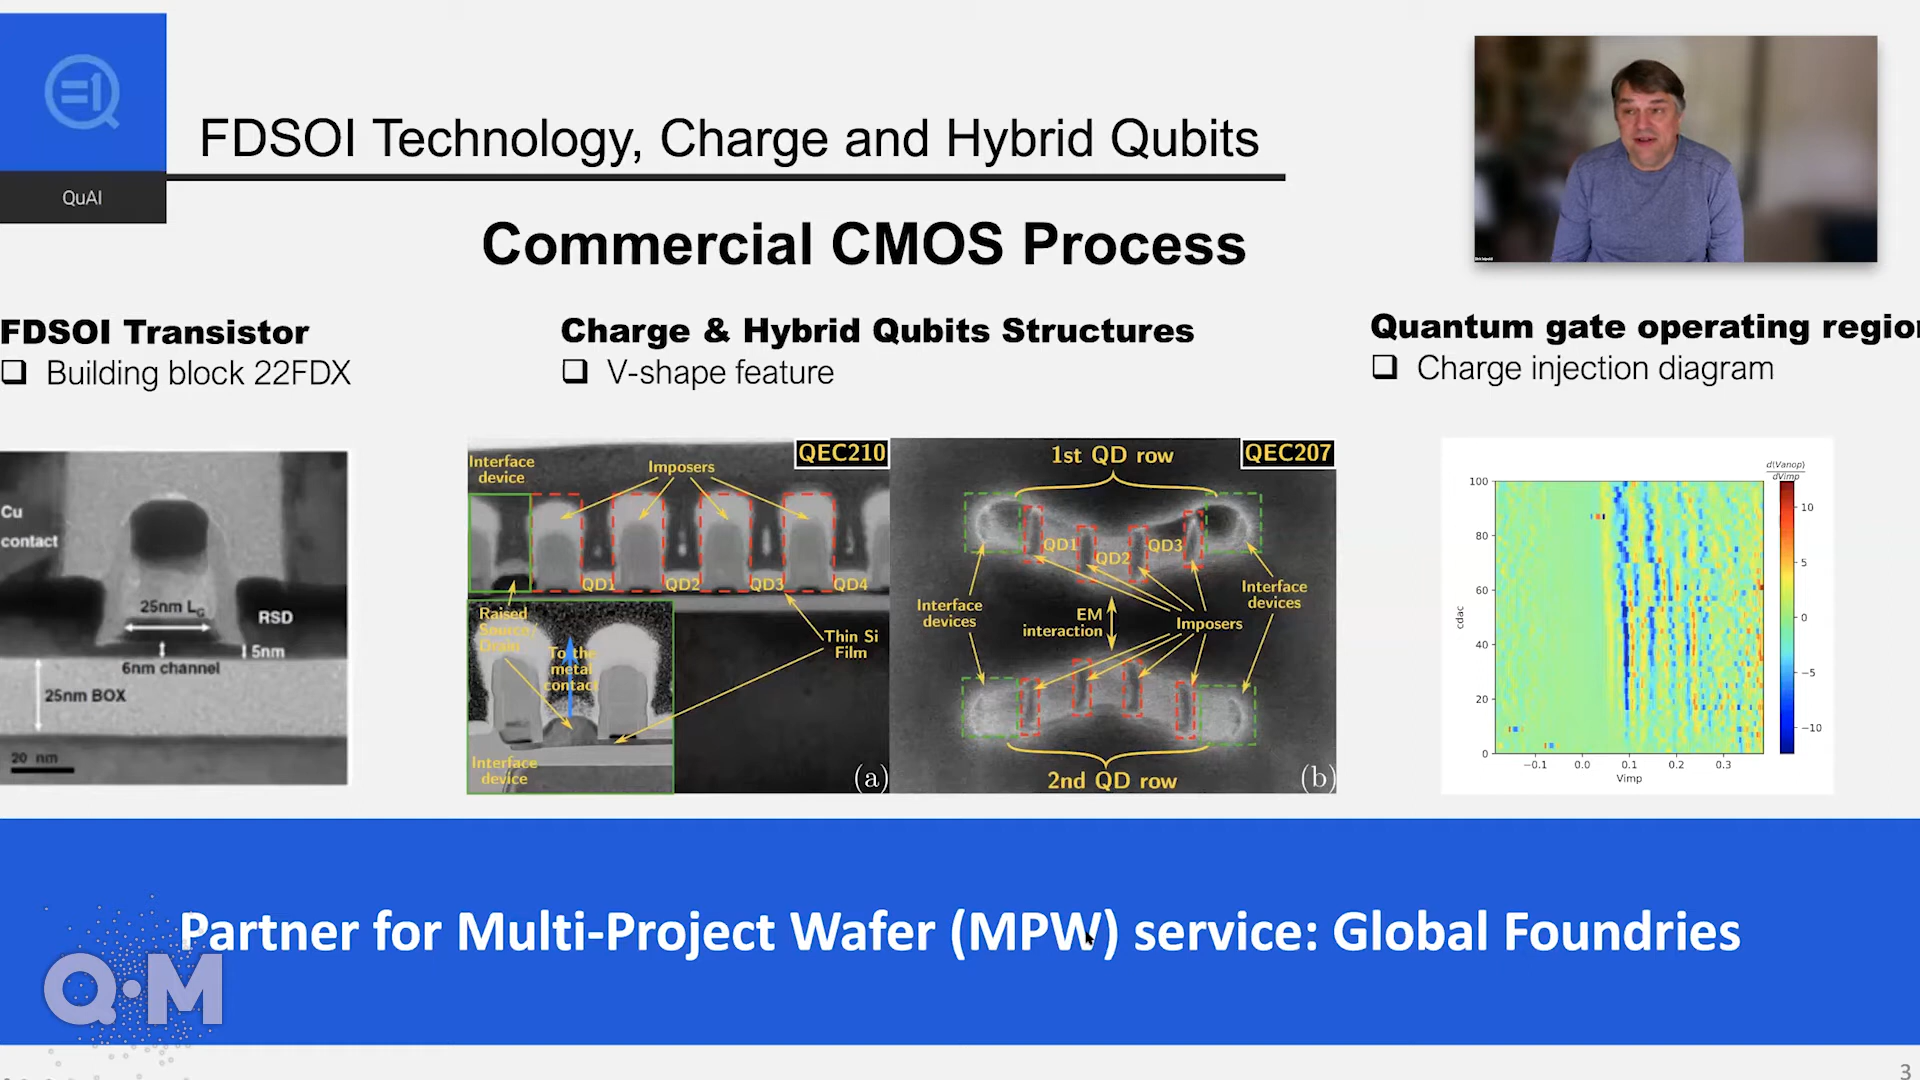 QuAI
FDSOI Technology, Charge and Hybrid Qubits
Commercial CMOS Process
FDSOI Transistor
❑ Building block 22FDX
Charge & Hybrid Qubits Structures
❑ V-shape feature
Quantum gate operating regio
❑ Charge injection diagram
Cu
contact
25nm LG
RSD
5nm
6nm channel
25nm BOX
20 nm
QEC210
Interface
device
Imposers
QD1
QD2
QD3
QD4
Raised
Source/
Drain
To the
metal
contact
Thin Si
Film
Interface
device
(a)
QEC207
1st QD row
QD1
QD2
QD3
Interface
devices
EM
interaction
Imposers
Interface
devices
2nd QD row
(b)
d(Vanop)
dVimp
100
80
60
40
20
0
cdac
−0.1
0.0
0.1
0.2
0.3
Vimp
10
5
0
−5
−10
Partner for Multi-Project Wafer (MPW) service: Global Foundries
Q·M
3